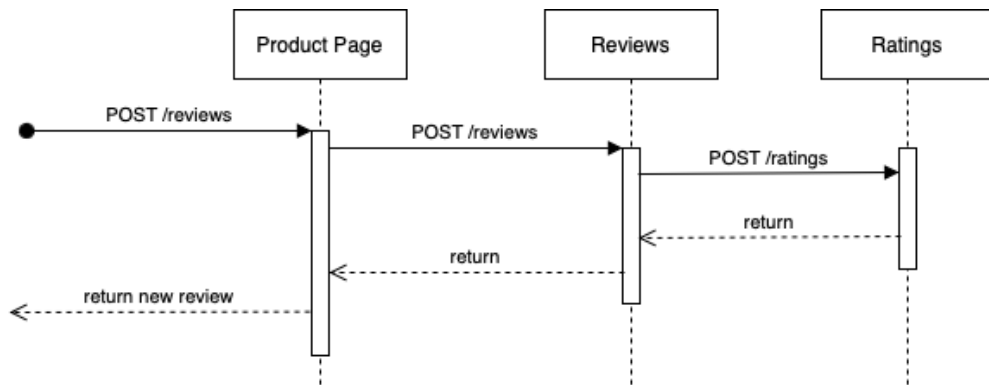 Product Page
Reviews
Ratings
POST /reviews
POST /reviews
POST /ratings
return
return
return new review